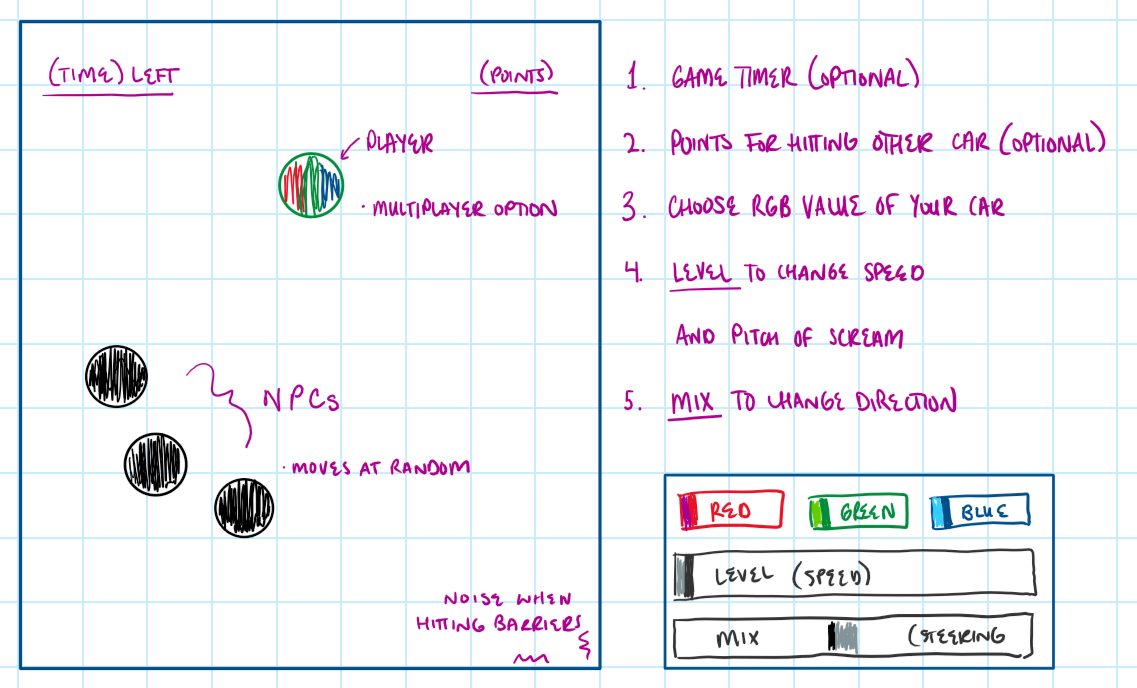 (TIME) LEFT
(POINTS)
PLAYER
· MULTIPLAYER OPTION
NPCS
· MOVES AT RANDOM
NOISE WHEN
HITTING BARRIERS
1. GAME TIMER (OPTIONAL)
2. POINTS FOR HITTING OTHER CAR (OPTIONAL)
3. CHOOSE RGB VALUE OF YOUR CAR
4. LEVEL TO CHANGE SPEED
AND PITCH OF SCREAM
5. MIX TO CHANGE DIRECTION
RED
GREEN
BLUE
LEVEL (SPEED)
MIX (STEERING